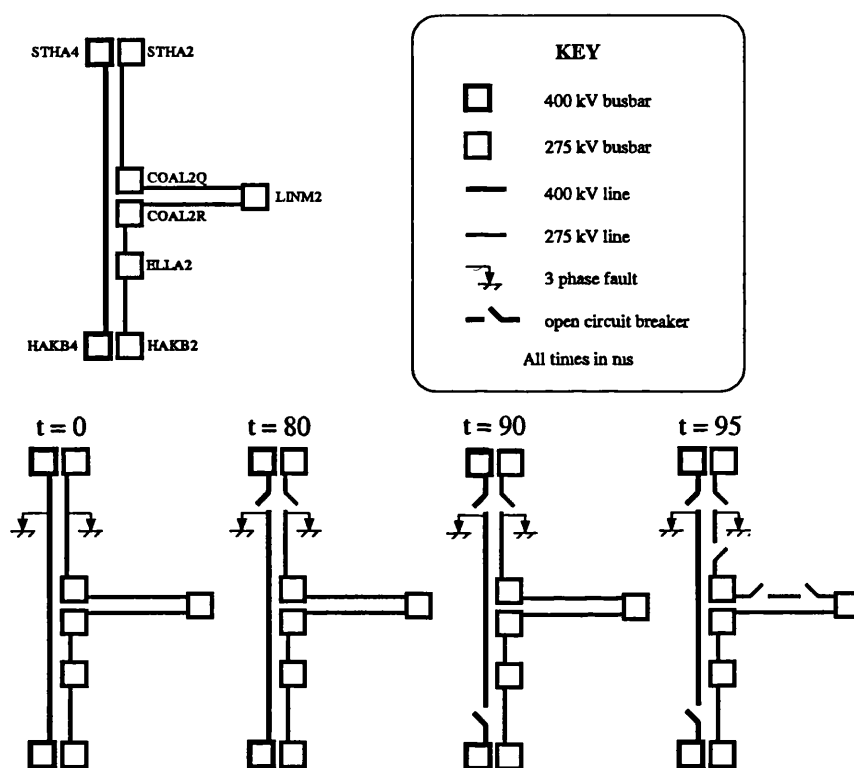 STHA4 STHA2
COAL2Q
LINM2
COAL2R
ELLA2
HAKB4 HAKB2
KEY
400 kV busbar
275 kV busbar
400 kV line
275 kV line
3 phase fault
open circuit breaker
All times in ms
t = 0 t = 80 t = 90 t = 95